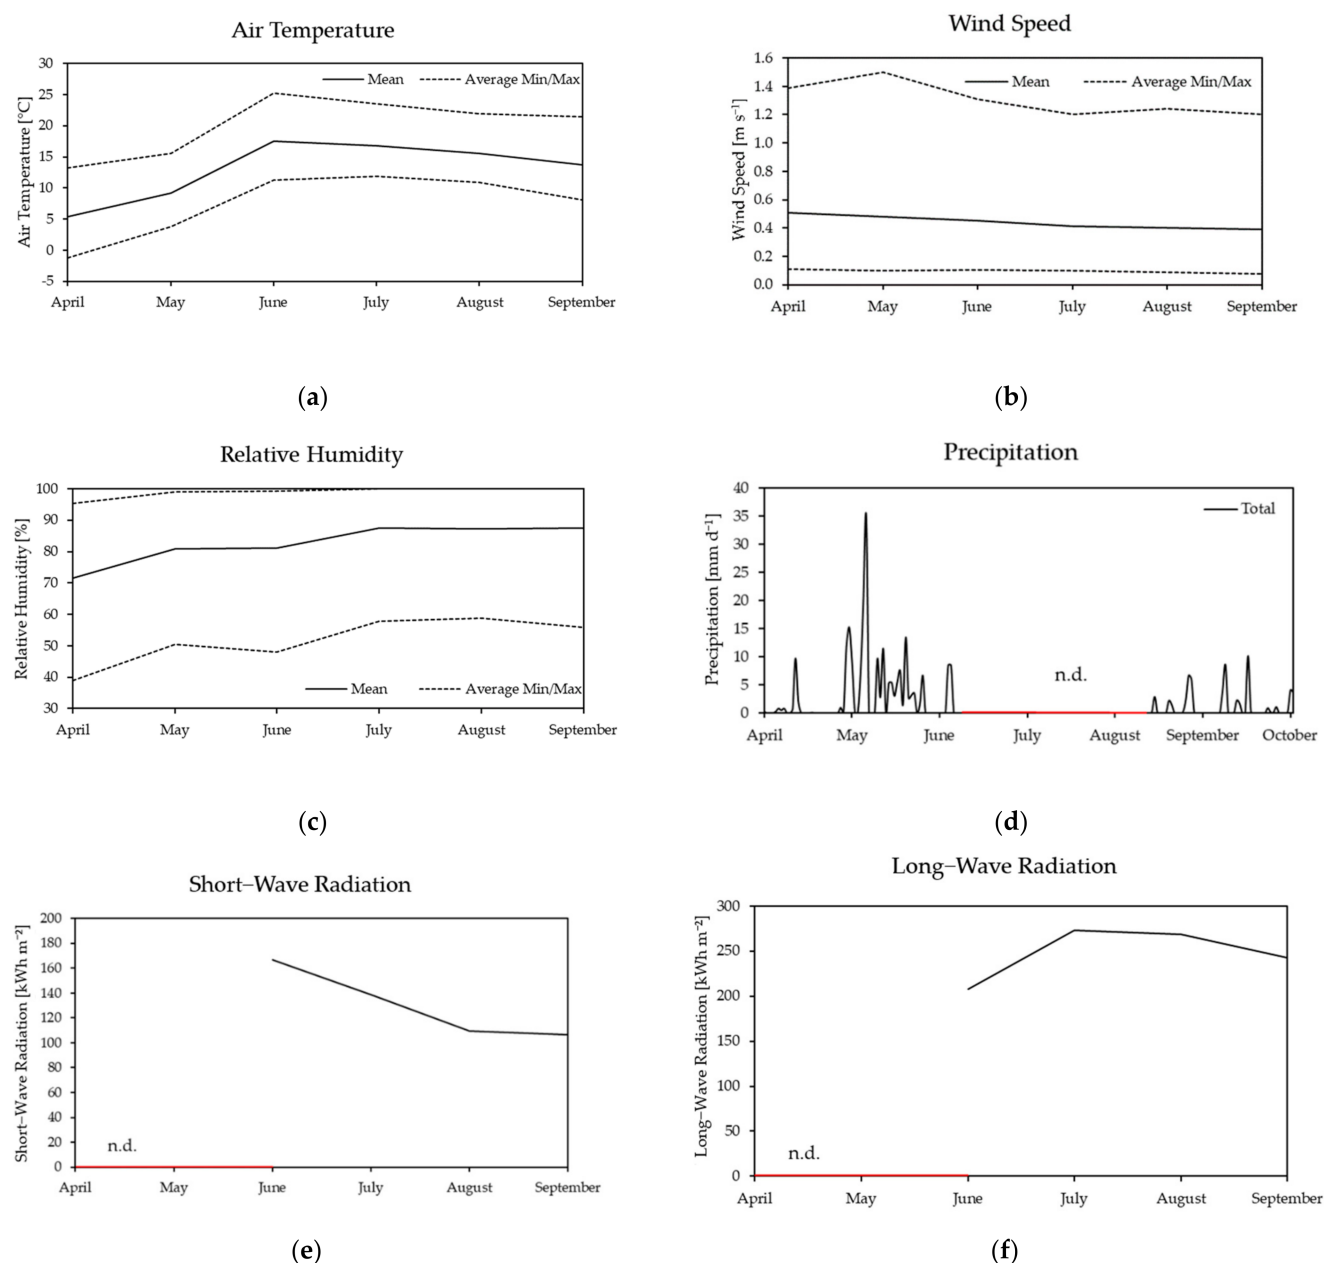 Air Temperature
Mean
Average Min/Max
Air Temperature [°C]
30
25
20
15
10
5
0
-5
April May June July August September
(a)
Wind Speed
Mean
Average Min/Max
Wind Speed [m s⁻¹]
1.6
1.4
1.2
1.0
0.8
0.6
0.4
0.2
0.0
April May June July August September
(b)
Relative Humidity
Relative Humidity [%]
100
90
80
70
60
50
40
30
Mean
Average Min/Max
April May June July August September
(c)
Precipitation
Total
Precipitation [mm d⁻¹]
40
35
30
25
20
15
10
5
0
n.d.
April May June July August September October
(d)
Short–Wave Radiation
Short–Wave Radiation [kWh m⁻²]
200
180
160
140
120
100
80
60
40
20
0
n.d.
April May June July August September
(e)
Long–Wave Radiation
Long–Wave Radiation [kWh m⁻²]
300
250
200
150
100
50
0
n.d.
April May June July August September
(f)